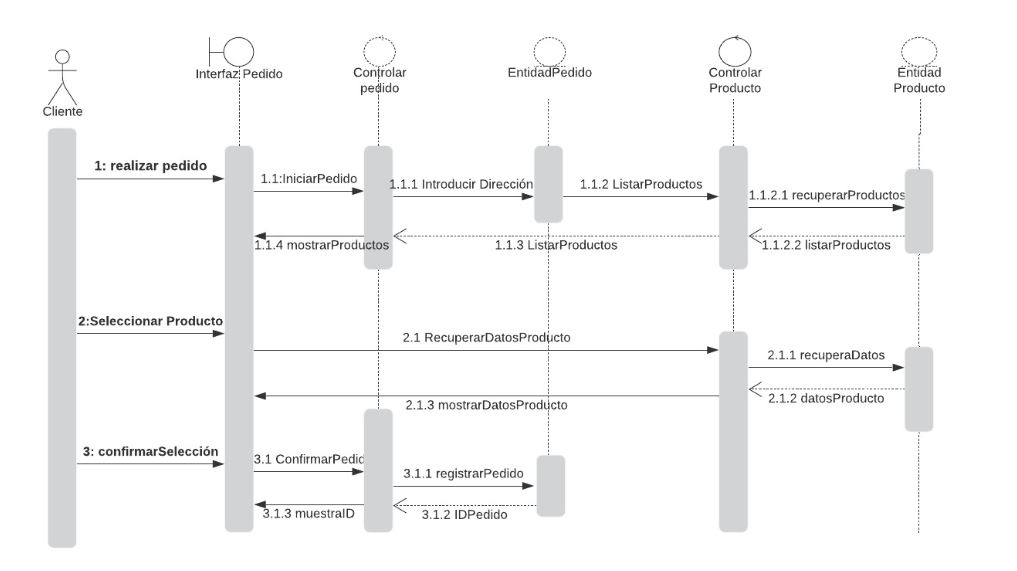 Cliente
Interfaz Pedido
Controlar
pedido
EntidadPedido
Controlar
Producto
Entidad
Producto
1: realizar pedido
1.1:IniciarPedido
1.1.1 Introducir Dirección
1.1.2 ListarProductos
1.1.2.1 recuperarProductos
1.1.4 mostrarProductos
1.1.3 ListarProductos
1.1.2.2 listarProductos
2:Seleccionar Producto
2.1 RecuperarDatosProducto
2.1.1 recuperaDatos
2.1.3 mostrarDatosProducto
2.1.2 datosProducto
3: confirmarSelección
3.1 ConfirmarPedid
3.1.1 registrarPedido
3.1.3 muestraID
3.1.2 IDPedido